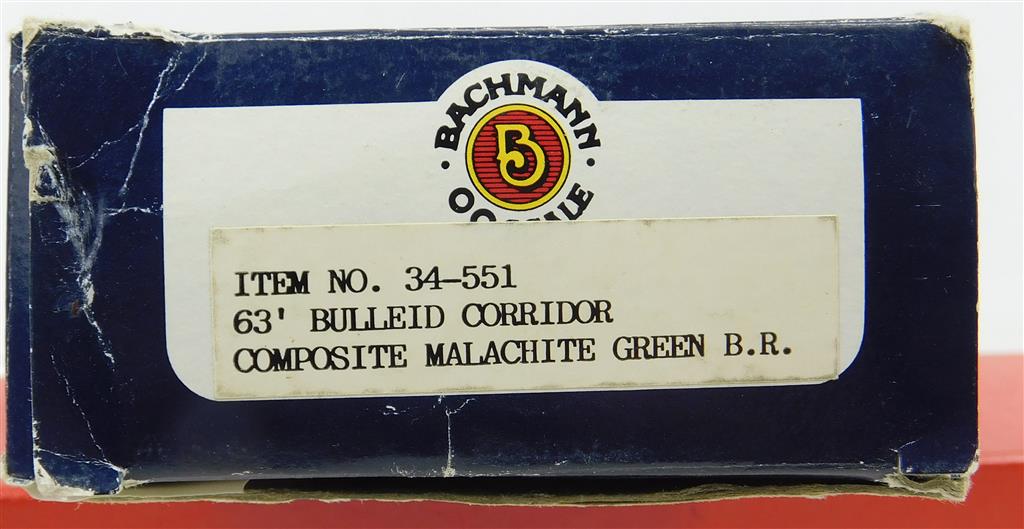 BACHMANN
B
ITEM NO. 34-551
63' BULLEID CORRIDOR
COMPOSITE MALACHITE GREEN B.R.